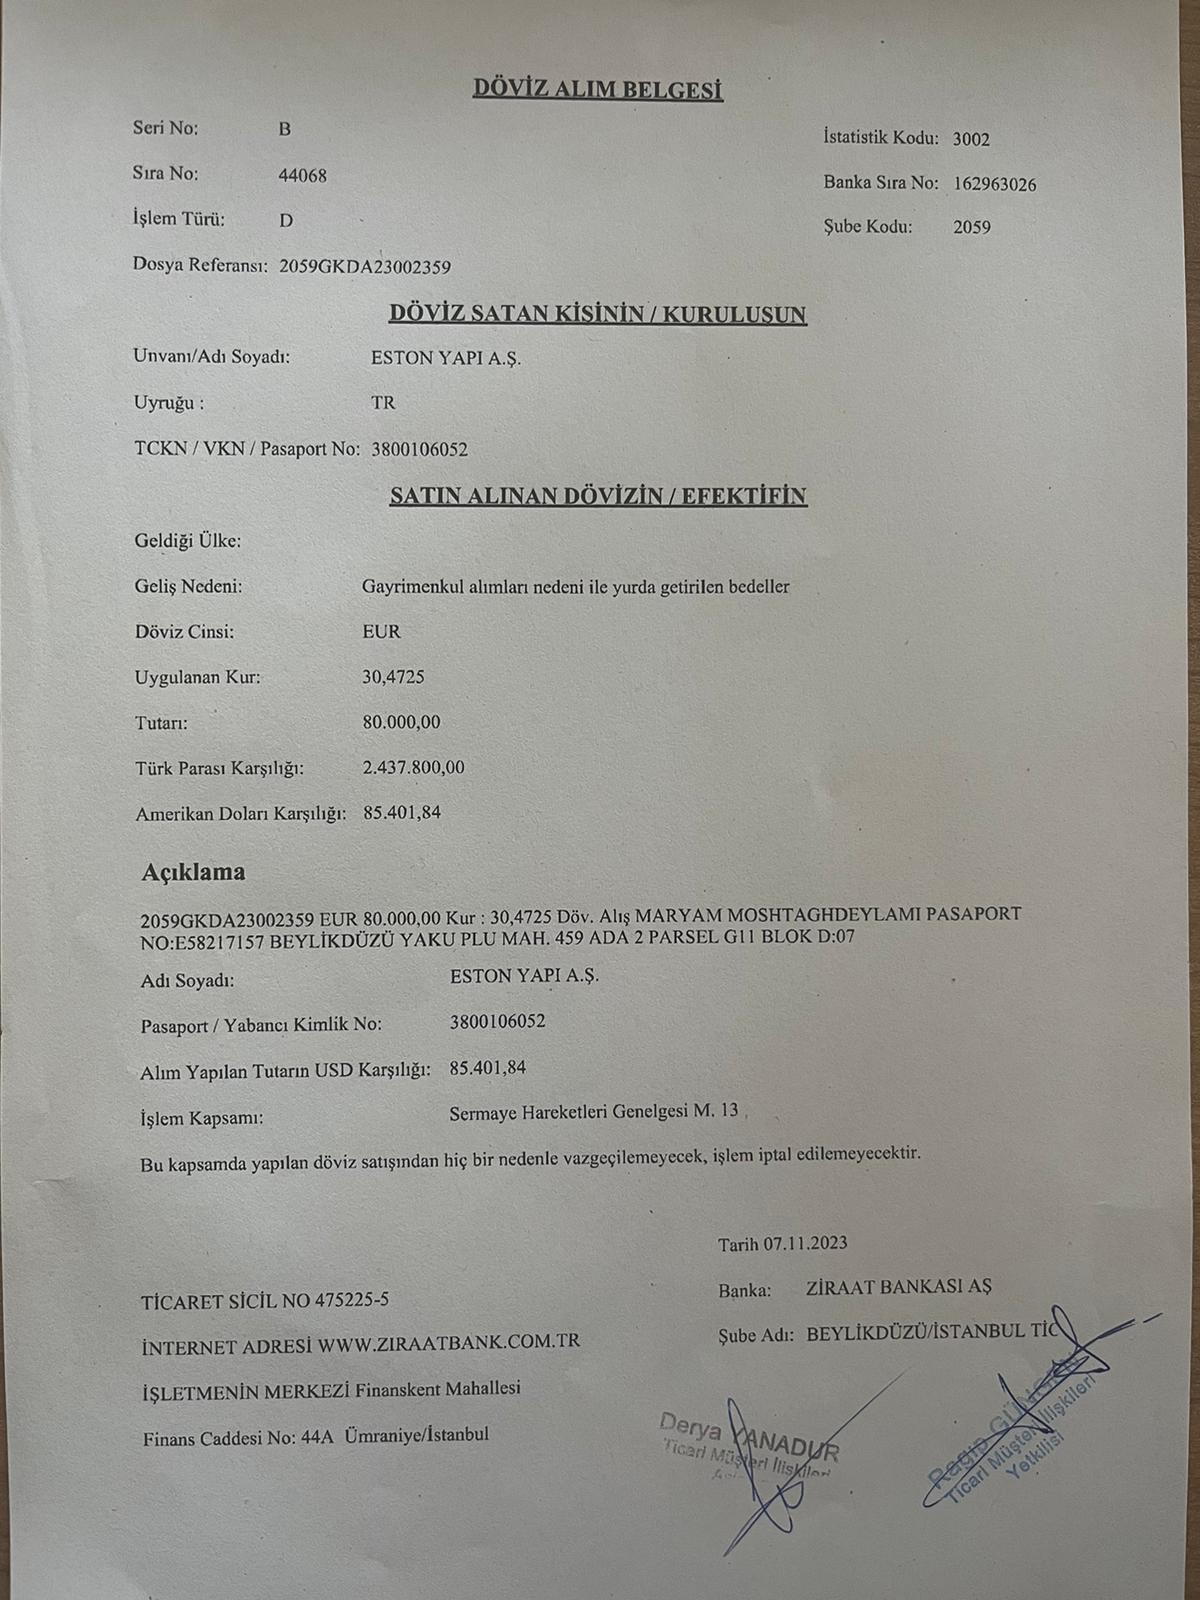 DÖVİZ ALIM BELGESİ
Seri No: B
İstatistik Kodu: 3002
Sıra No: 44068
Banka Sıra No: 162963026
İşlem Türü: D
Şube Kodu: 2059
Dosya Referansı: 2059GKDA23002359
DÖVİZ SATAN KİŞİNİN / KURULUŞUN
Unvanı/Adı Soyadı: ESTON YAPI A.Ş.
Uyruğu : TR
TCKN / VKN / Pasaport No: 3800106052
SATIN ALINAN DÖVİZİN / EFEKTİFİN
Geldiği Ülke:
Geliş Nedeni: Gayrimenkul alımları nedeni ile yurda getirilen bedeller
Döviz Cinsi: EUR
Uygulanan Kur: 30,4725
Tutarı: 80.000,00
Türk Parası Karşılığı: 2.437.800,00
Amerikan Doları Karşılığı: 85.401,84
Açıklama
2059GKDA23002359 EUR 80.000,00 Kur : 30,4725 Döv. Alış MARYAM MOSHTAGHDEYLAMI PASAPORT
NO:E58217157 BEYLİKDÜZÜ YAKU PLU MAH. 459 ADA 2 PARSEL G11 BLOK D:07
Adı Soyadı: ESTON YAPI A.Ş.
Pasaport / Yabancı Kimlik No: 3800106052
Alım Yapılan Tutarın USD Karşılığı: 85.401,84
İşlem Kapsamı: Sermaye Hareketleri Genelgesi M. 13
Bu kapsamda yapılan döviz satışından hiç bir nedenle vazgeçilemeyecek, işlem iptal edilemeyecektir.
Tarih 07.11.2023
Banka: ZİRAAT BANKASI AŞ
Şube Adı: BEYLİKDÜZÜ/İSTANBUL TİC
TİCARET SİCİL NO 475225-5
İNTERNET ADRESİ WWW.ZIRAATBANK.COM.TR
İŞLETMENİN MERKEZİ Finanskent Mahallesi
Finans Caddesi No: 44A Ümraniye/İstanbul
Derya YANADUR
Ticari Müşteri İlişkileri
Ragıp
Ticari Müşteri İlişkileri
Yetkilisi